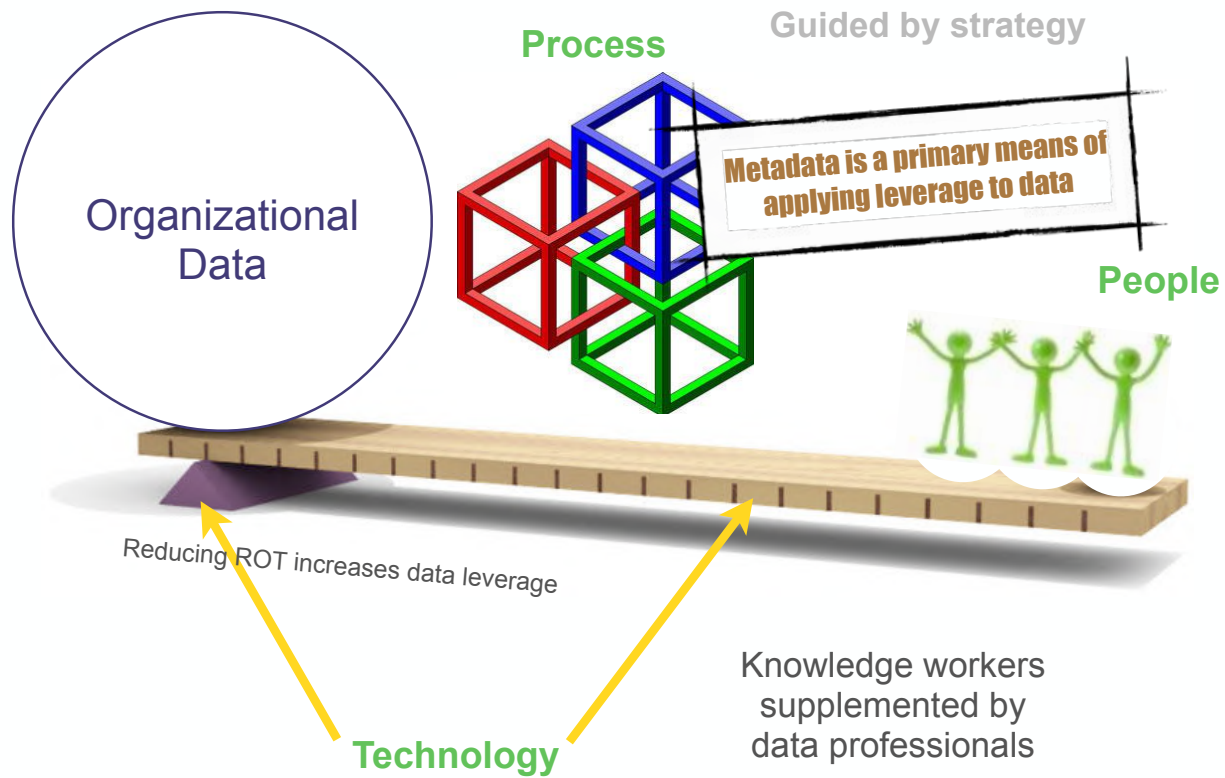 Guided by strategy
Process
Metadata is a primary means of
applying leverage to data
Organizational
Data
People
Reducing ROT increases data leverage
Knowledge workers
supplemented by
data professionals
Technology